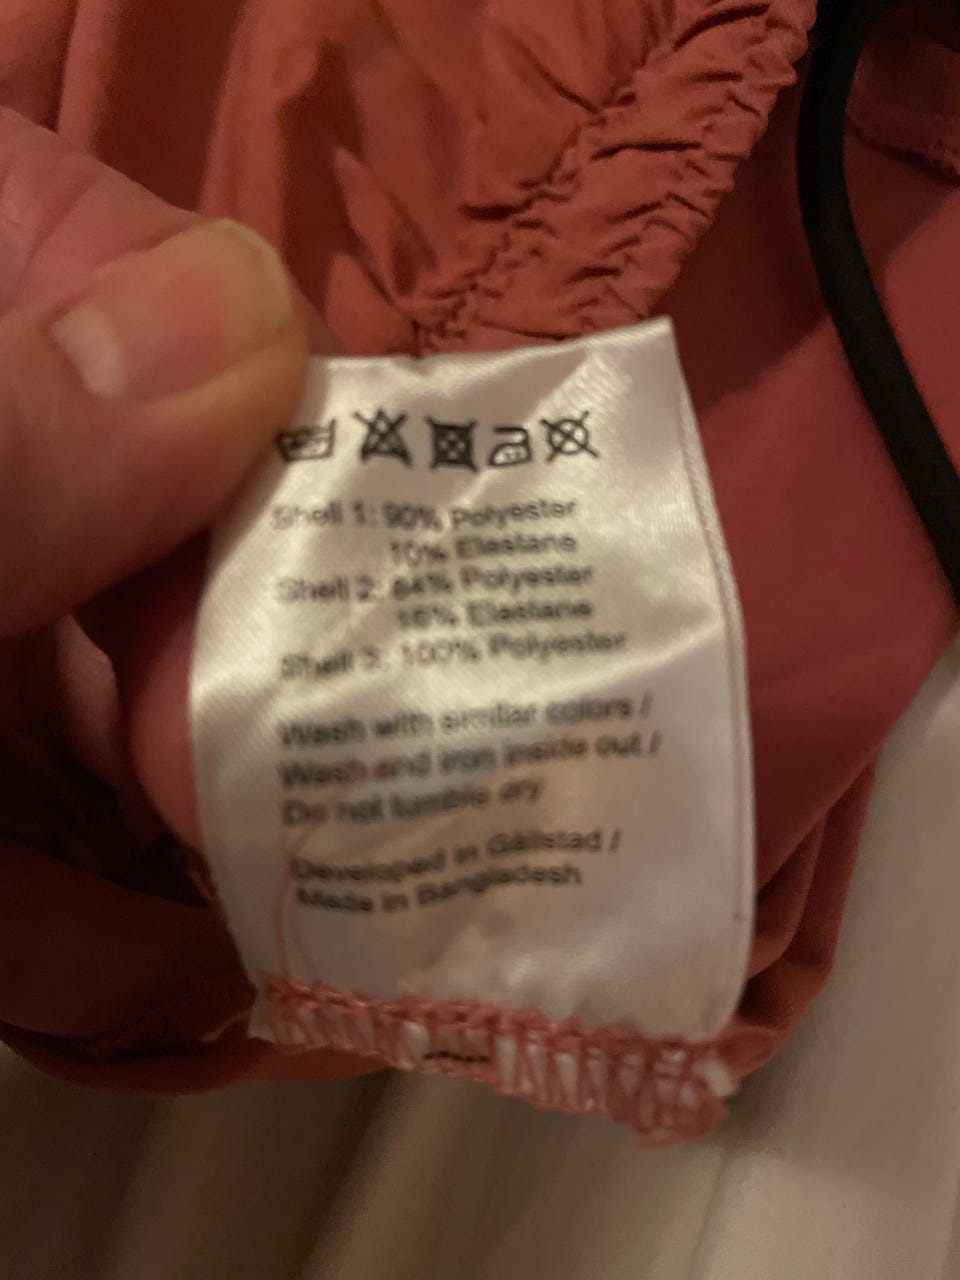 Shell 1: 90% Polyester
10% Elastane
Shell 2: 84% Polyester
16% Elastane
Shell 3: 100% Polyester
Wash with similar colors /
Wash and iron inside out /
Do not tumble dry
Developed in Gällstad /
Made in Bangladesh